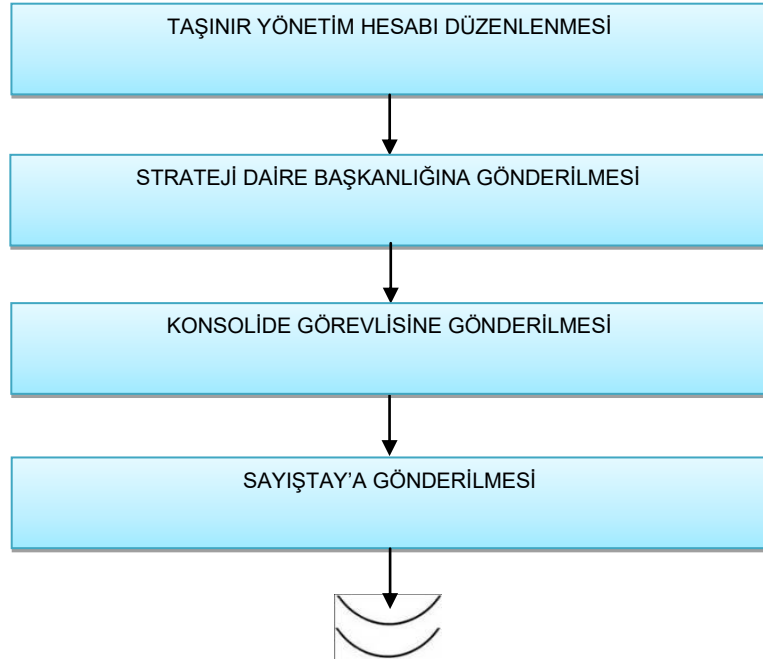 TAŞINIR YÖNETİM HESABI DÜZENLENMESİ
STRATEJİ DAİRE BAŞKANLIĞINA GÖNDERİLMESİ
KONSOLİDE GÖREVLİSİNE GÖNDERİLMESİ
SAYIŞTAY’A GÖNDERİLMESİ